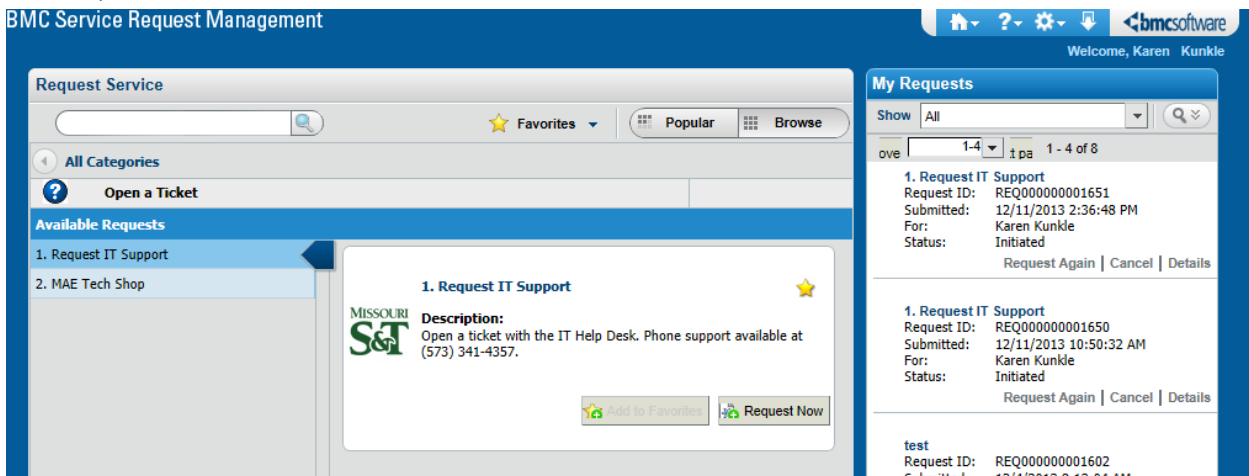 BMC Service Request Management
bmcsoftware
Welcome, Karen Kunkle
Request Service
Favorites
Popular
Browse
All Categories
Open a Ticket
Available Requests
1. Request IT Support
2. MAE Tech Shop
1. Request IT Support
MISSOURI
S&T
Description:
Open a ticket with the IT Help Desk. Phone support available at
(573) 341-4357.
Add to Favorites
Request Now
My Requests
Show All
ove 1-4 t pa 1 - 4 of 8
1. Request IT Support
Request ID: REQ000000001651
Submitted: 12/11/2013 2:36:48 PM
For: Karen Kunkle
Status: Initiated
Request Again | Cancel | Details
1. Request IT Support
Request ID: REQ000000001650
Submitted: 12/11/2013 10:50:32 AM
For: Karen Kunkle
Status: Initiated
Request Again | Cancel | Details
test
Request ID: REQ000000001602